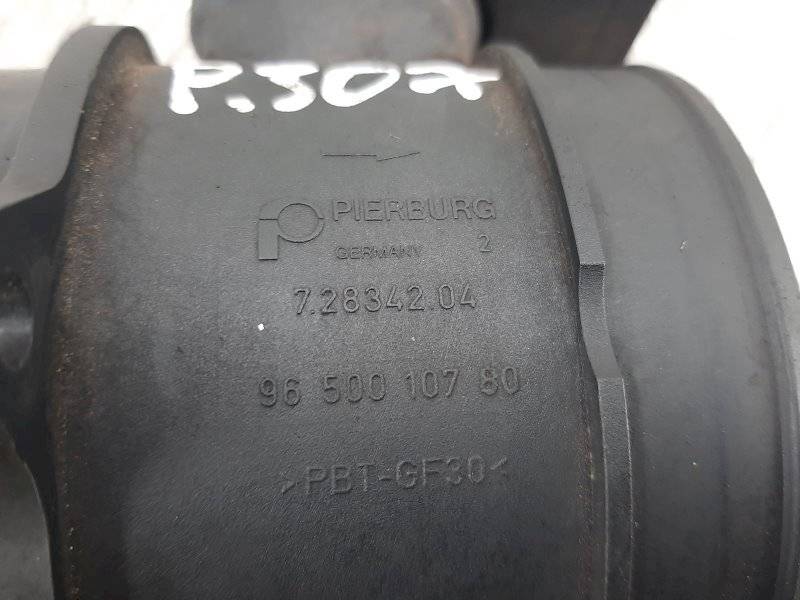 P.307
PIERBURG
GERMANY 2
7.28342.04
96 500 107 80
>PBT-GF30<